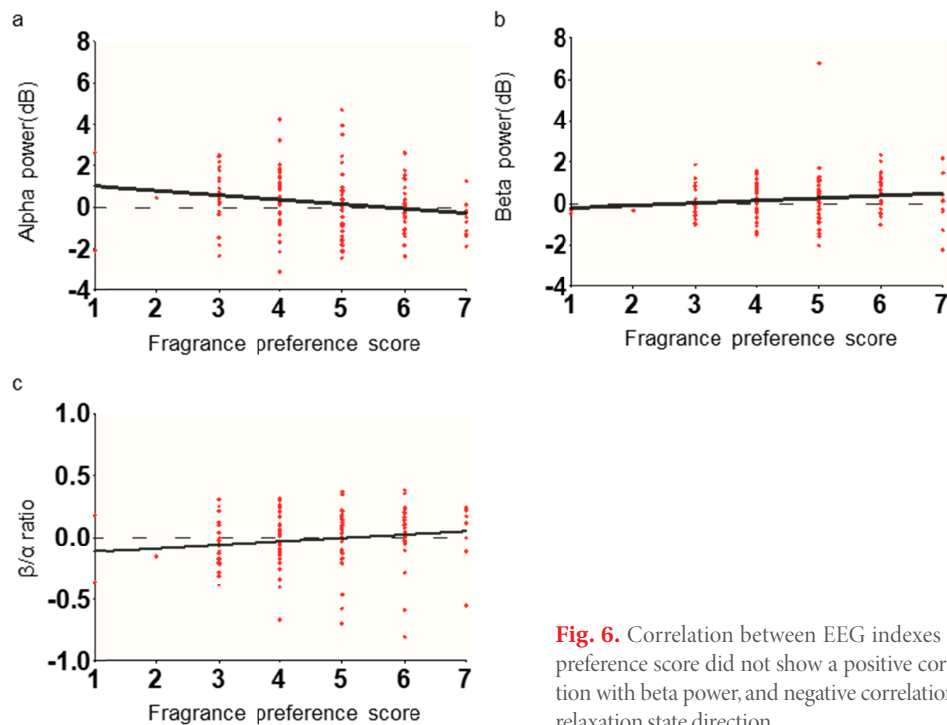 a
8
6
4
2
0
-2
-4
Alpha power(dB)
1 2 3 4 5 6 7
Fragrance preference score
b
8
6
4
2
0
-2
-4
Beta power(dB)
1 2 3 4 5 6 7
Fragrance preference score
c
1.0
0.5
0.0
-0.5
-1.0
β/α ratio
1 2 3 4 5 6 7
Fragrance preference score
Fig. 6. Correlation between EEG indexes
preference score did not show a positive cor
tion with beta power, and negative correlation
relaxation state direction